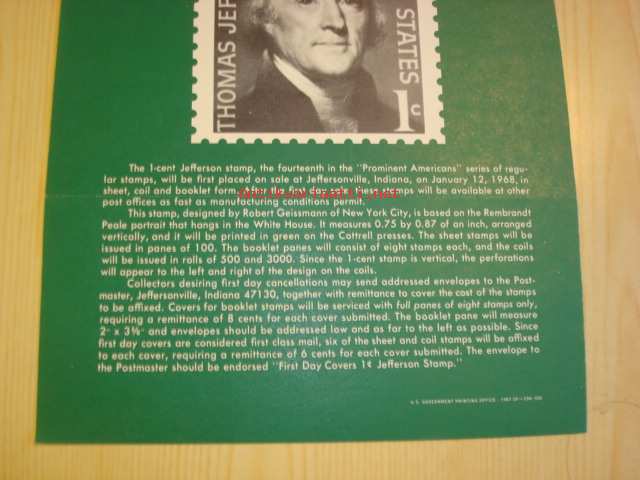 THOMAS JEF
STATES
1c
The 1-cent Jefferson stamp, the fourteenth in the "Prominent Americans" series of regu-
lar stamps, will be first placed on sale at Jeffersonville, Indiana, on January 12, 1968, in
sheet, coil and booklet form. After the first day sale these stamps will be available at other
post offices as fast as manufacturing conditions permit.
This stamp, designed by Robert Geissmann of New York City, is based on the Rembrandt
Peale portrait that hangs in the White House. It measures 0.75 by 0.87 of an inch, arranged
vertically, and it will be printed in green on the Cottrell presses. The sheet stamps will be
issued in panes of 100. The booklet panes will consist of eight stamps each, and the coils
will be issued in rolls of 500 and 3000. Since the 1-cent stamp is vertical, the perforations
will appear to the left and right of the design on the coils.
Collectors desiring first day cancellations may send addressed envelopes to the Post-
master, Jeffersonville, Indiana 47130, together with remittance to cover the cost of the stamps
to be affixed. Covers for booklet stamps will be serviced with full panes of eight stamps only,
requiring a remittance of 8 cents for each cover submitted. The booklet pane will measure
2" x 3⅝" and envelopes should be addressed low and as far to the left as possible. Since
first day covers are considered first class mail, six of the sheet and coil stamps will be affixed
to each cover, requiring a remittance of 6 cents for each cover submitted. The envelope to
the Postmaster should be endorsed "First Day Covers 1¢ Jefferson Stamp."
U.S. GOVERNMENT PRINTING OFFICE